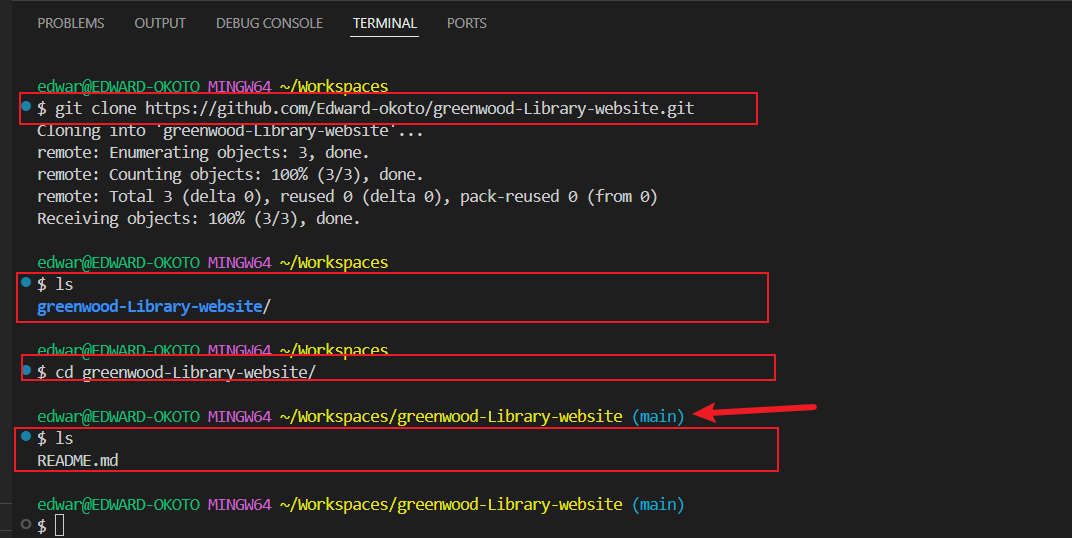 PROBLEMS OUTPUT DEBUG CONSOLE TERMINAL PORTS
edwar@EDWARD-OKOTO MINGW64 ~/Workspaces
$ git clone https://github.com/Edward-okoto/greenwood-Library-website.git
Cloning into 'greenwood-Library-website'...
remote: Enumerating objects: 3, done.
remote: Counting objects: 100% (3/3), done.
remote: Total 3 (delta 0), reused 0 (delta 0), pack-reused 0 (from 0)
Receiving objects: 100% (3/3), done.
edwar@EDWARD-OKOTO MINGW64 ~/Workspaces
$ ls
greenwood-Library-website/
edwar@EDWARD-OKOTO MINGW64 ~/Workspaces
$ cd greenwood-Library-website/
edwar@EDWARD-OKOTO MINGW64 ~/Workspaces/greenwood-Library-website (main)
$ ls
README.md
edwar@EDWARD-OKOTO MINGW64 ~/Workspaces/greenwood-Library-website (main)
$